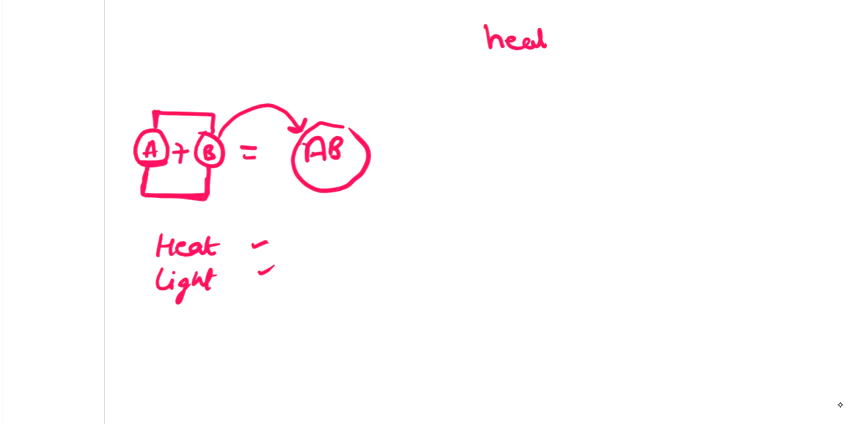 heat
A + B = AB
Heat ✓
Light ✓